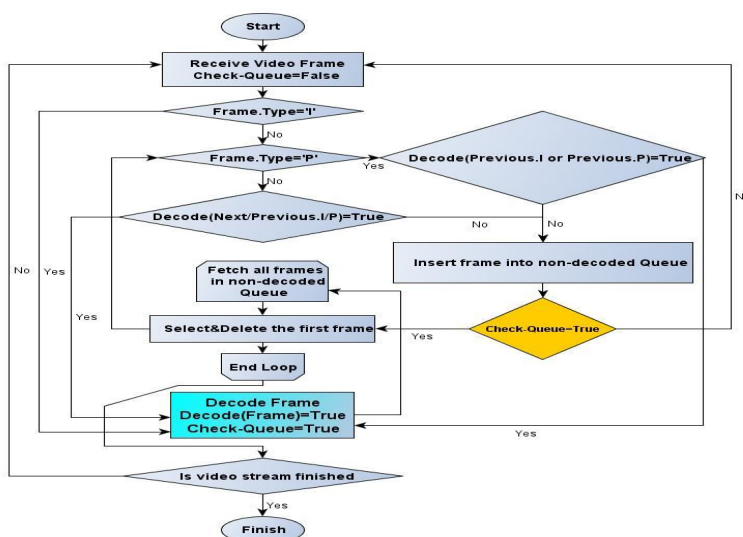 Start
Receive Video Frame
Check-Queue=False
Frame.Type='I'
No
Frame.Type='P'
Yes
Decode(Previous.I or Previous.P)=True
No
Decode(Next/Previous.I/P)=True
No
No
N
No
Yes
Yes
Insert frame into non-decoded Queue
Fetch all frames
in non-decoded
Queue
Select&Delete the first frame
Yes
Check-Queue=True
End Loop
Decode Frame
Decode(Frame)=True
Check-Queue=True
Yes
Is video stream finished
Yes
Finish